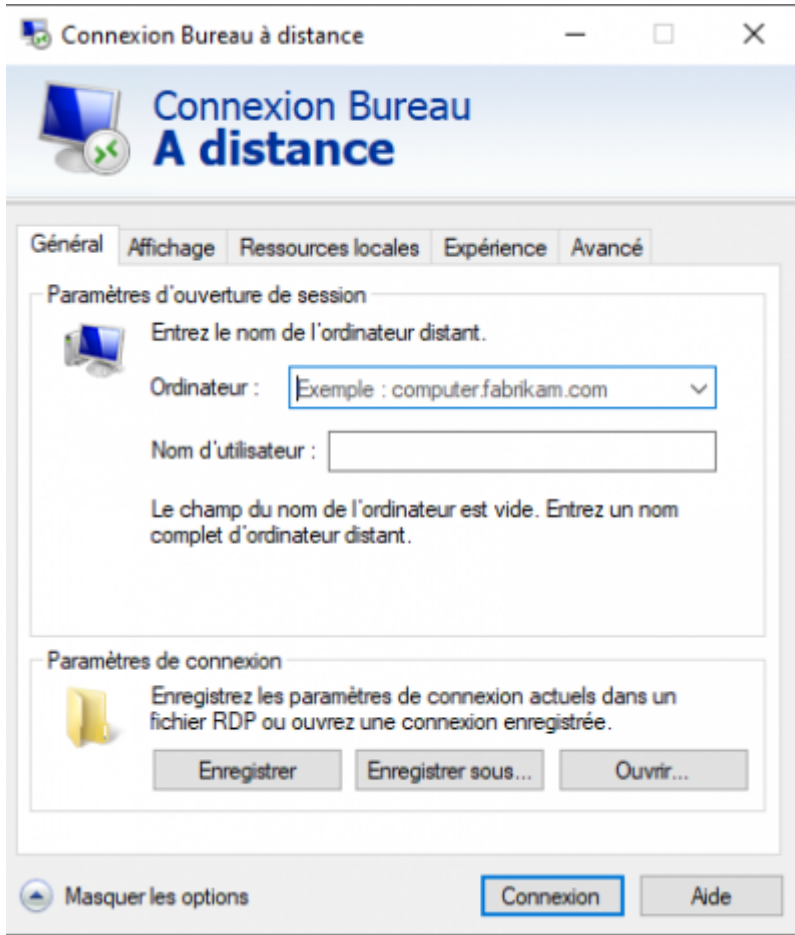 Connexion Bureau à distance
Connexion Bureau
A distance
Général Affichage Ressources locales Expérience Avancé
Paramètres d'ouverture de session
Entrez le nom de l'ordinateur distant.
Ordinateur : Exemple : computer.fabrikam.com
Nom d'utilisateur :
Le champ du nom de l'ordinateur est vide. Entrez un nom
complet d'ordinateur distant.
Paramètres de connexion
Enregistrez les paramètres de connexion actuels dans un
fichier RDP ou ouvrez une connexion enregistrée.
Enregistrer Enregistrer sous... Ouvrir...
Masquer les options Connexion Aide